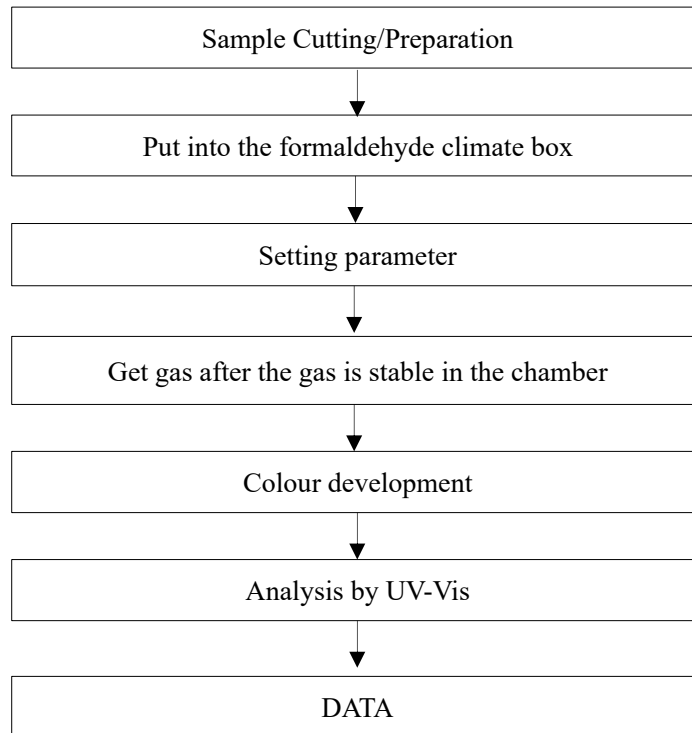 Sample Cutting/Preparation
Put into the formaldehyde climate box
Setting parameter
Get gas after the gas is stable in the chamber
Colour development
Analysis by UV-Vis
DATA